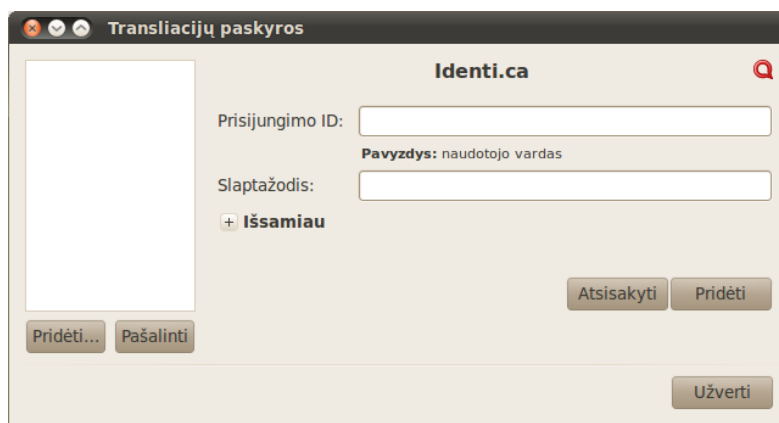 Transliacijų paskyros
Identi.ca
Prisijungimo ID:
Pavyzdys: naudotojo vardas
Slaptažodis:
Išsamiau
Atsisakyti Pridėti
Pridėti... Pašalinti
Užverti